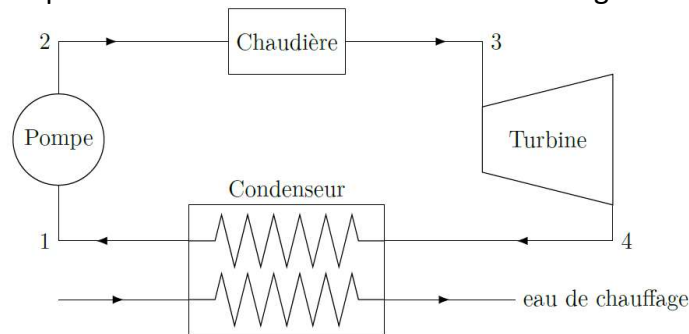 2
Chaudière
3
Pompe
Turbine
Condenseur
1
4
eau de chauffage